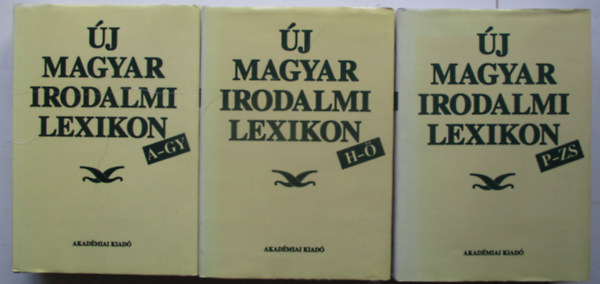 ÚJ
MAGYAR
IRODALMI
LEXIKON
A-GY
AKADÉMIAI KIADÓ
ÚJ
MAGYAR
IRODALMI
LEXIKON
H-Ö
AKADÉMIAI KIADÓ
ÚJ
MAGYAR
IRODALMI
LEXIKON
P-ZS
AKADÉMIAI KIADÓ